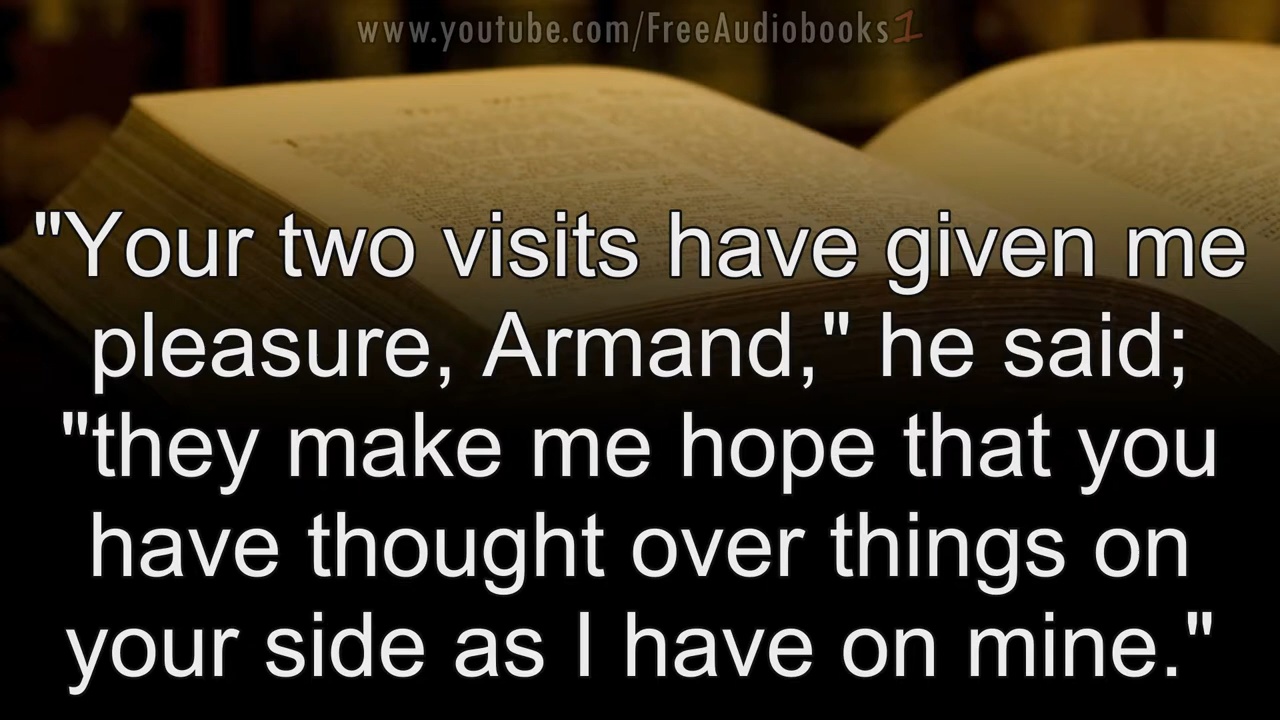 www.youtube.com/FreeAudiobooks1
"Your two visits have given me
pleasure, Armand," he said;
"they make me hope that you
have thought over things on
your side as I have on mine."